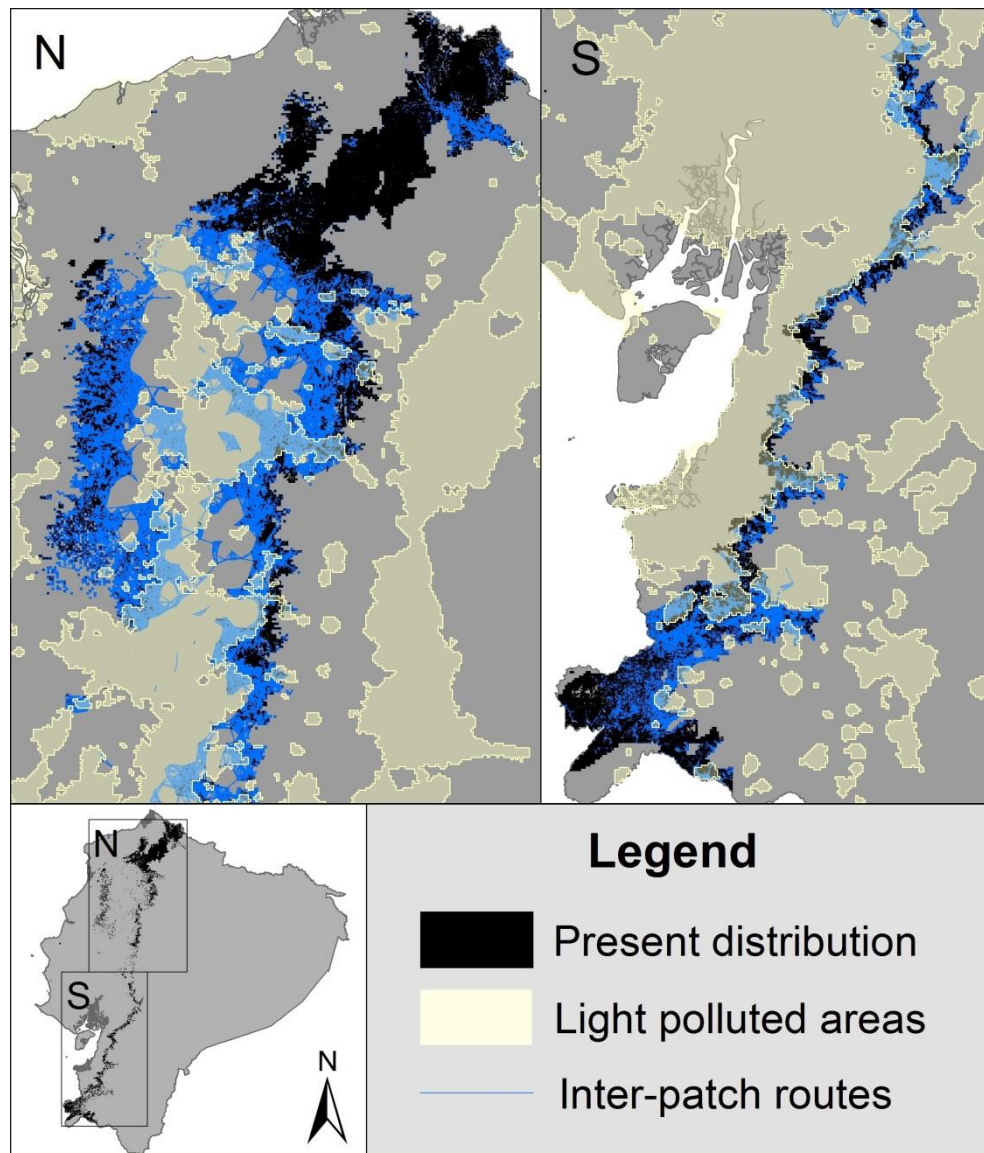 N
S
N
S
N
Legend
Present distribution
Light polluted areas
Inter-patch routes